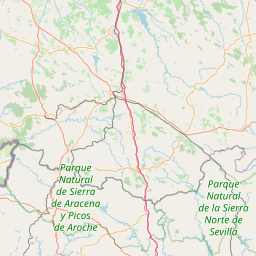 Parque
Natural
de Sierra
de Aracena
y Picos
de Aroche
Parque
Natural
de la Sierra
Norte de
Sevilla